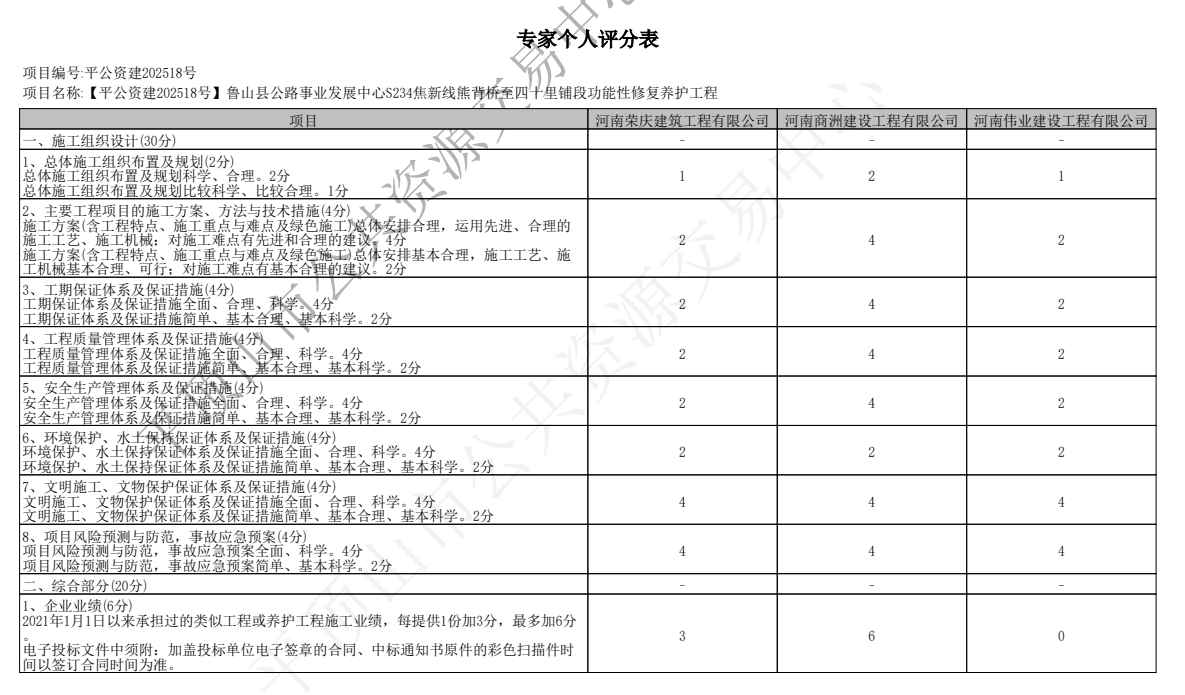 专家个人评分表
项目编号:平公资建202518号
项目名称:【平公资建202518号】鲁山县公路事业发展中心S234焦新线熊背桥至四十里铺段功能性修复养护工程
项目 河南荣庆建筑工程有限公司 河南商洲建设工程有限公司 河南伟业建设工程有限公司
一、施工组织设计(30分) - - -
1、总体施工组织布置及规划(2分)
总体施工组织布置及规划科学、合理。2分
总体施工组织布置及规划比较科学、比较合理。1分
1 2 1
2、主要工程项目的施工方案、方法与技术措施(4分)
施工方案(含工程特点、施工重点与难点及绿色施工)总体安排合理，运用先进、合理的
施工工艺、施工机械；对施工难点有先进和合理的建议。4分
施工方案(含工程特点、施工重点与难点及绿色施工)总体安排基本合理，施工工艺、施
工机械基本合理、可行；对施工难点有基本合理的建议。2分
2 4 2
3、工期保证体系及保证措施(4分)
工期保证体系及保证措施全面、合理、科学。4分
工期保证体系及保证措施简单、基本合理、基本科学。2分
2 4 2
4、工程质量管理体系及保证措施(4分)
工程质量管理体系及保证措施全面、合理、科学。4分
工程质量管理体系及保证措施简单、基本合理、基本科学。2分
2 4 2
5、安全生产管理体系及保证措施(4分)
安全生产管理体系及保证措施全面、合理、科学。4分
安全生产管理体系及保证措施简单、基本合理、基本科学。2分
2 4 2
6、环境保护、水土保持保证体系及保证措施(4分)
环境保护、水土保持保证体系及保证措施全面、合理、科学。4分
环境保护、水土保持保证体系及保证措施简单、基本合理、基本科学。2分
2 2 2
7、文明施工、文物保护保证体系及保证措施(4分)
文明施工、文物保护保证体系及保证措施全面、合理、科学。4分
文明施工、文物保护保证体系及保证措施简单、基本合理、基本科学。2分
4 4 4
8、项目风险预测与防范，事故应急预案(4分)
项目风险预测与防范，事故应急预案全面、科学。4分
项目风险预测与防范，事故应急预案简单、基本科学。2分
4 4 4
二、综合部分(20分) - - -
1、企业业绩(6分)
2021年1月1日以来承担过的类似工程或养护工程施工业绩，每提供1份加3分，最多加6分
。
电子投标文件中须附：加盖投标单位电子签章的合同、中标通知书原件的彩色扫描件时
间以签订合同时间为准。
3 6 0
平顶山市公共资源交易中心
平顶山市公共资源交易中心